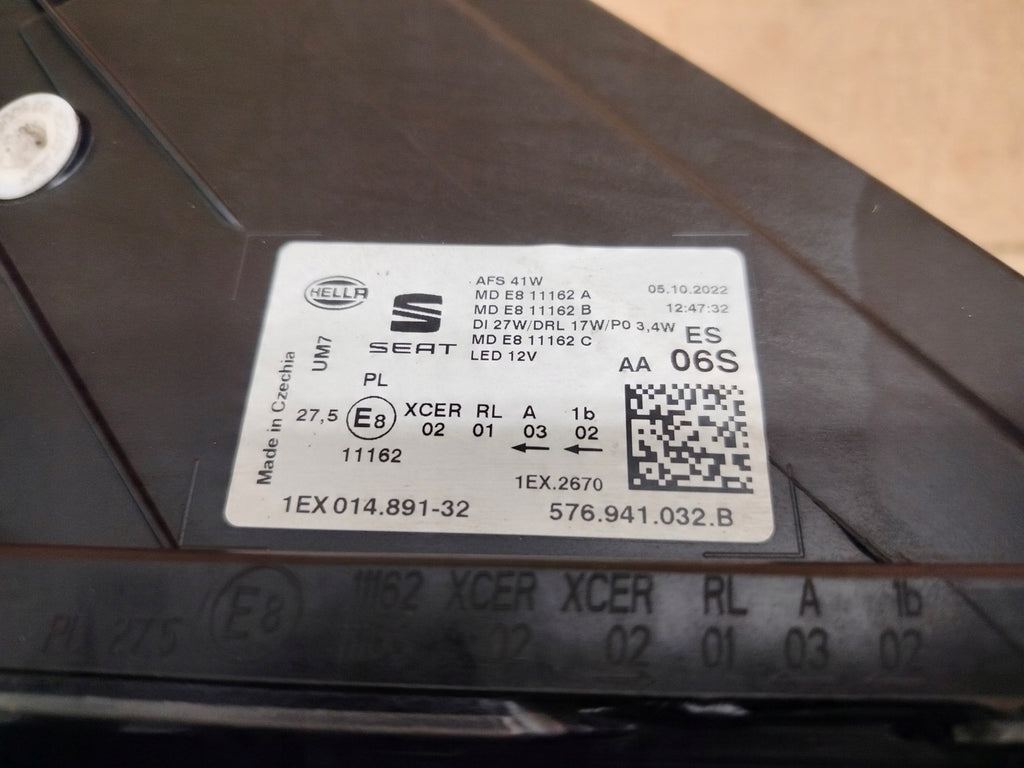 HELLA
SEAT
AFS 41W
MD E8 11162 A
MD E8 11162 B
DI 27W/DRL 17W/P0 3,4W
MD E8 11162 C
LED 12V
05.10.2022
12:47:32
ES
AA 06S
Made in Czechia
UM7
PL
27,5 E8 XCER RL A 1b
02 01 03 02
11162
1EX.2670
1EX 014.891-32
576.941.032.B
PL 27,5 E8 11162 XCER XCER RL A 1b
02 02 01 03 02